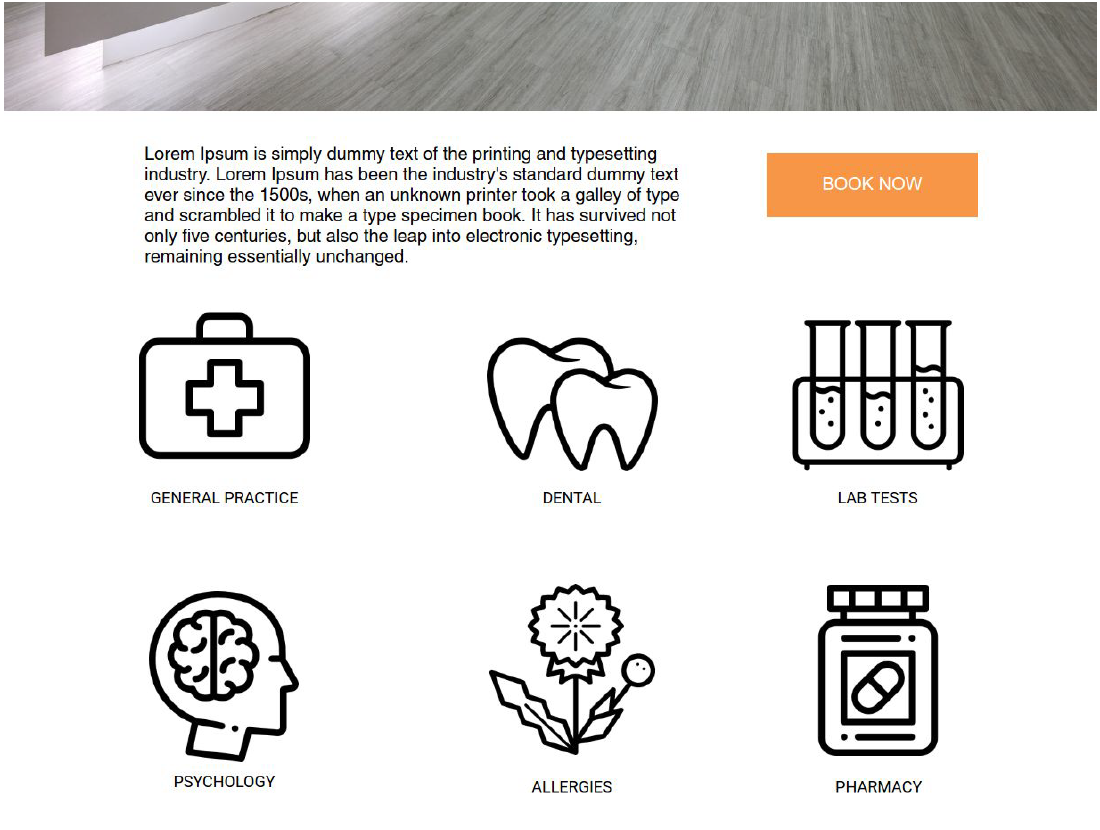 Lorem Ipsum is simply dummy text of the printing and typesetting
industry. Lorem Ipsum has been the industry's standard dummy text
ever since the 1500s, when an unknown printer took a galley of type
and scrambled it to make a type specimen book. It has survived not
only five centuries, but also the leap into electronic typesetting,
remaining essentially unchanged.
BOOK NOW
GENERAL PRACTICE
DENTAL
LAB TESTS
PSYCHOLOGY
ALLERGIES
PHARMACY